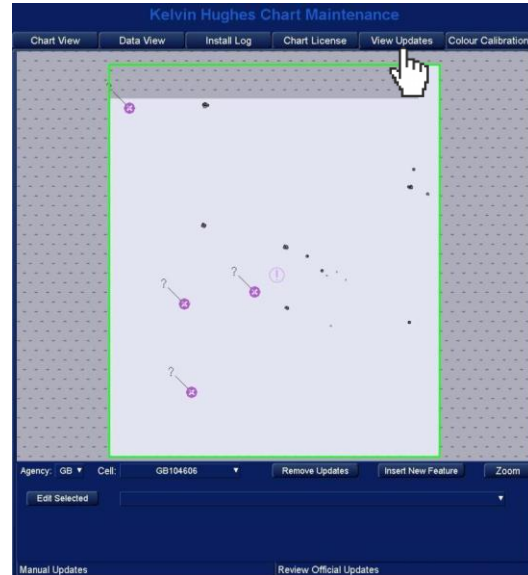 Kelvin Hughes Chart Maintenance
Chart View Data View Install Log Chart License View Updates Colour Calibration
?
?
?
?
Agency: GB Cell: GB104606 Remove Updates Insert New Feature Zoom
Edit Selected
Manual Updates Review Official Updates